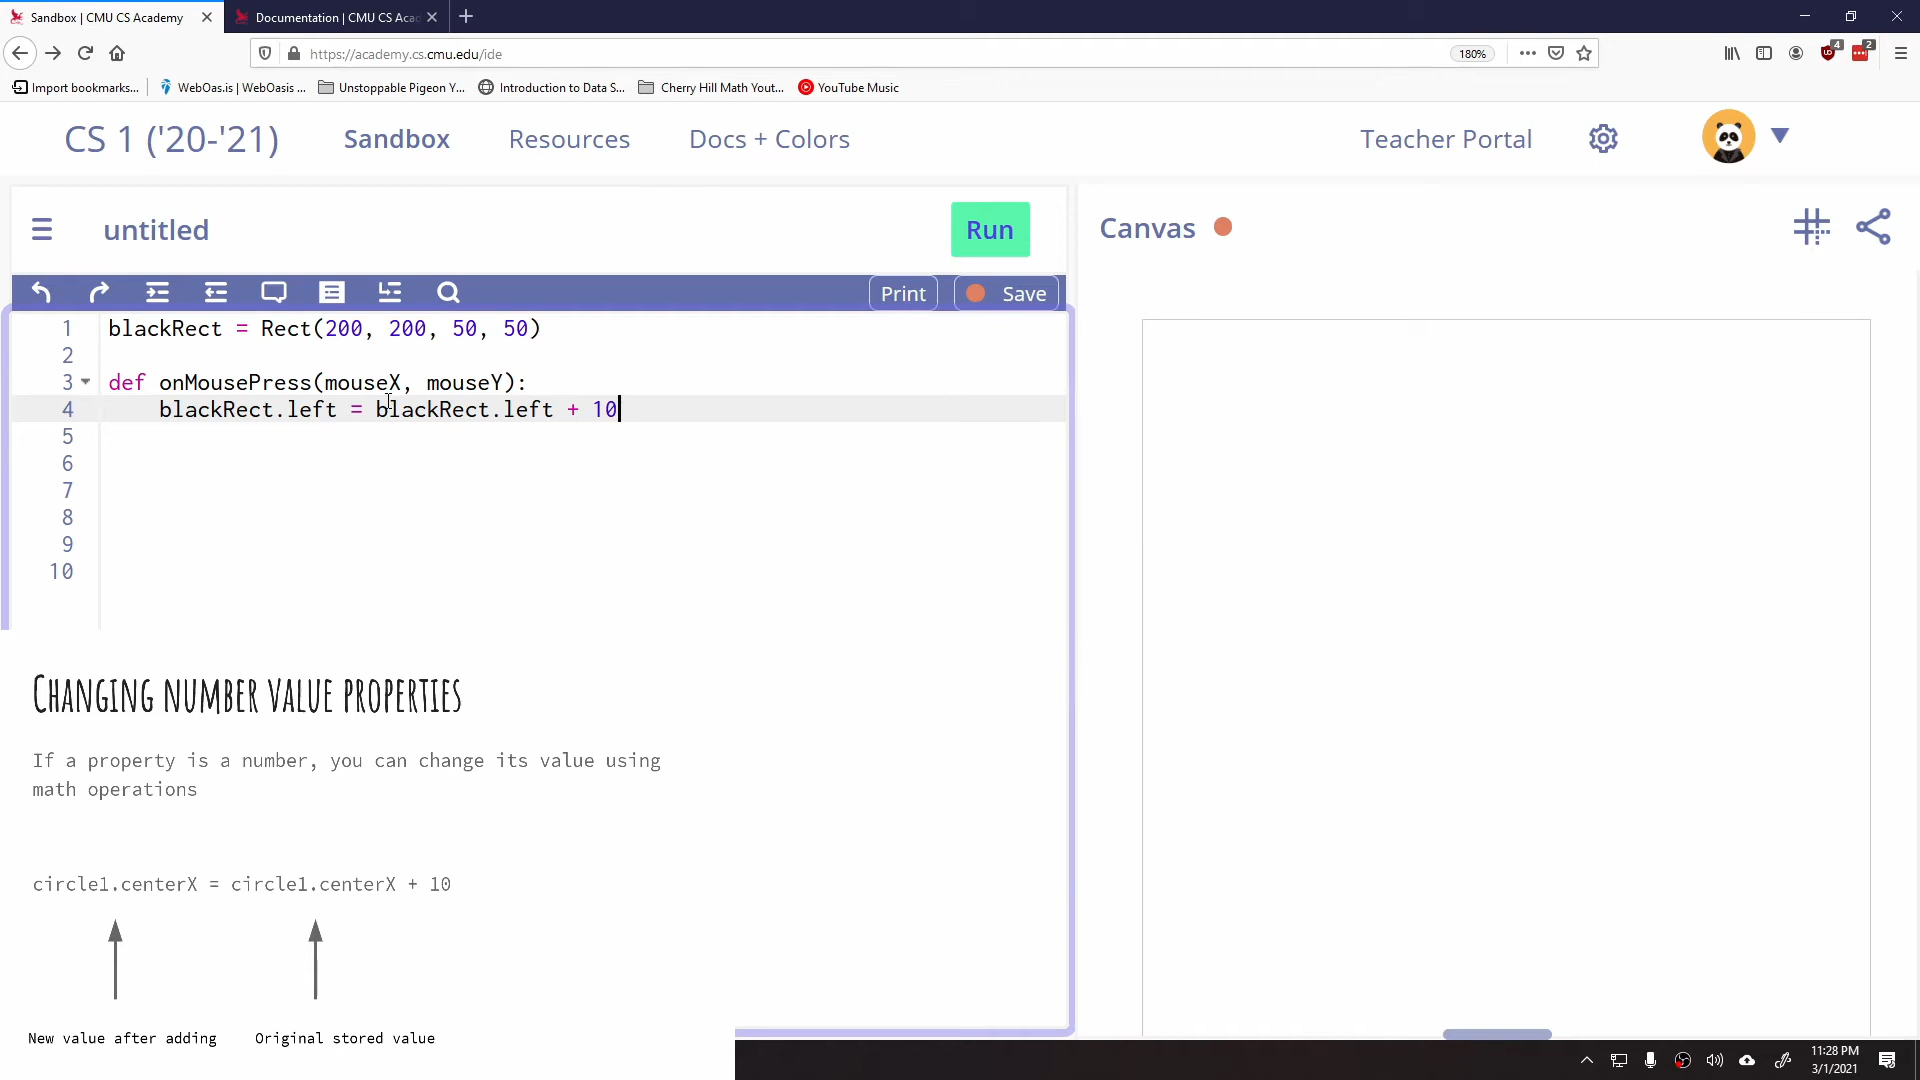 Sandbox | CMU CS Academy
Documentation | CMU CS Aca
https://academy.cs.cmu.edu/ide
180%
4
2
Import bookmarks...
WebOas.is | WebOasis ...
Unstoppable Pigeon Y...
Introduction to Data S...
Cherry Hill Math Yout...
YouTube Music
CS 1 ('20-'21)
Sandbox
Resources
Docs + Colors
Teacher Portal
untitled
Run
Canvas
Print
Save
1 blackRect = Rect(200, 200, 50, 50)
2
3 def onMousePress(mouseX, mouseY):
4 blackRect.left = blackRect.left + 10
5
6
7
8
9
10
Changing number value properties
If a property is a number, you can change its value using
math operations
circle1.centerX = circle1.centerX + 10
New value after adding
Original stored value
11:28 PM
3/1/2021